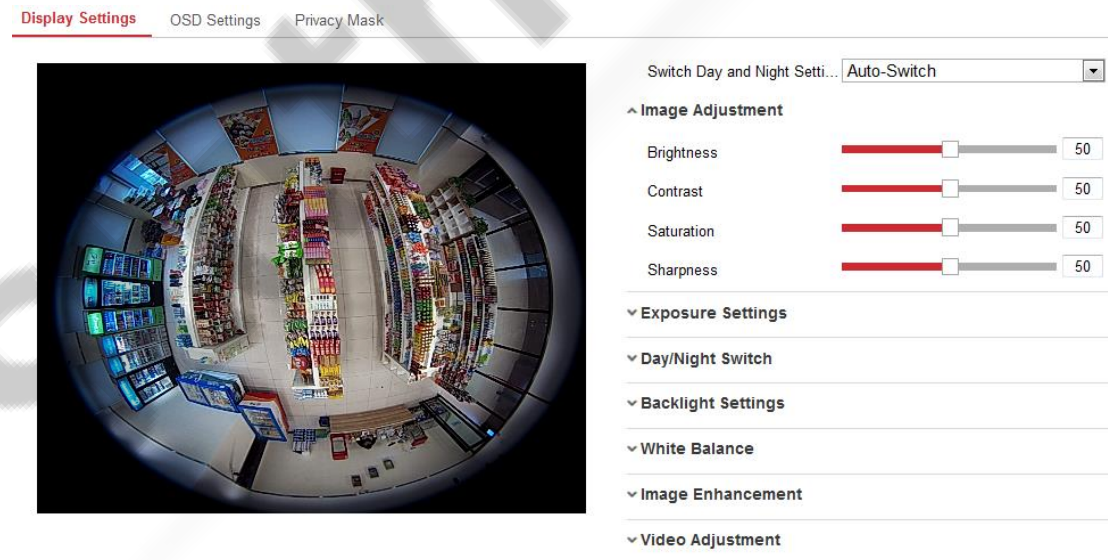 Display Settings OSD Settings Privacy Mask
Switch Day and Night Setti... Auto-Switch
Image Adjustment
Brightness 50
Contrast 50
Saturation 50
Sharpness 50
Exposure Settings
Day/Night Switch
Backlight Settings
White Balance
Image Enhancement
Video Adjustment